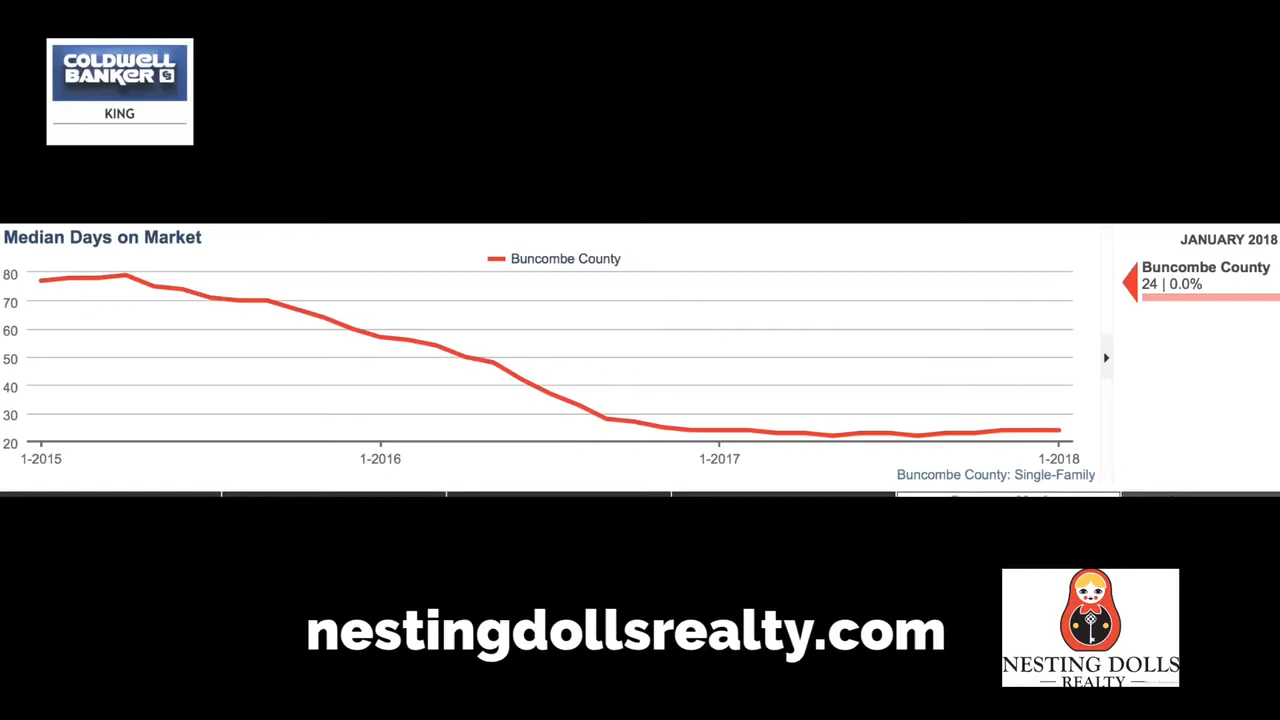 COLDWELL
BANKER
KING
Median Days on Market
JANUARY 2018
Buncombe County
Buncombe County
24 | 0.0%
80
70
60
50
40
30
20
1-2015
1-2016
1-2017
1-2018
Buncombe County: Single-Family
nestingdollsrealty.com
NESTING DOLLS
REALTY